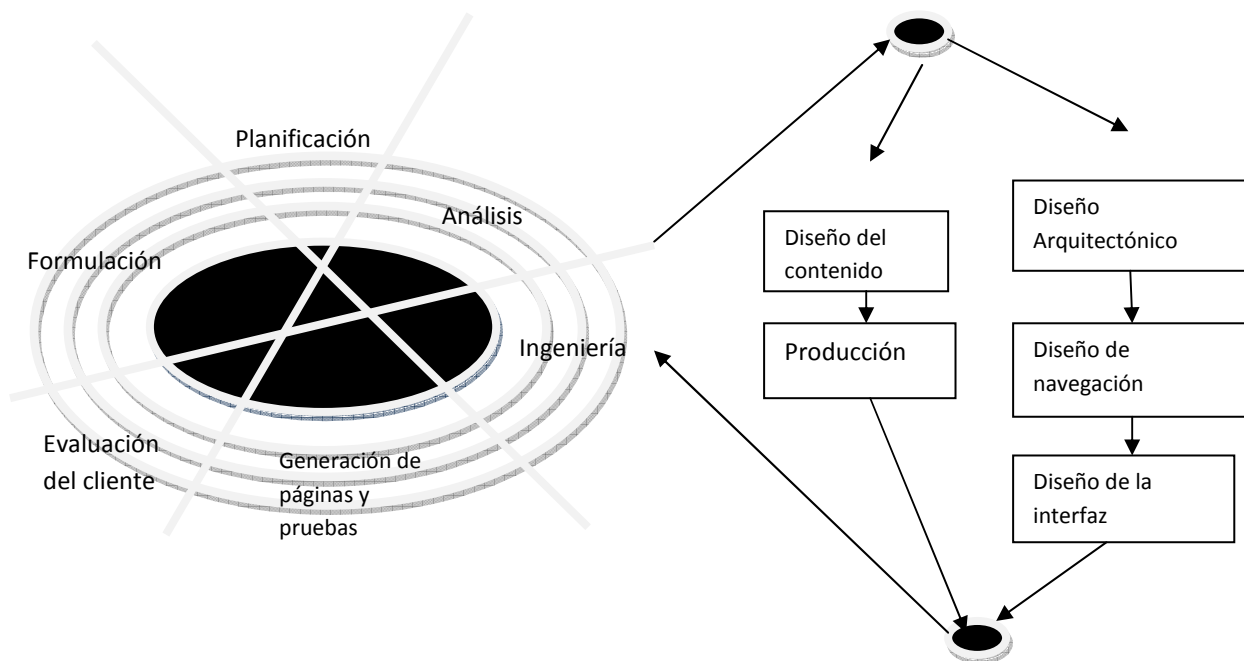 Planificación
Análisis
Formulación
Ingeniería
Evaluación
del cliente
Generación de
páginas y
pruebas
Diseño del
contenido
Producción
Diseño
Arquitectónico
Diseño de
navegación
Diseño de la
interfaz